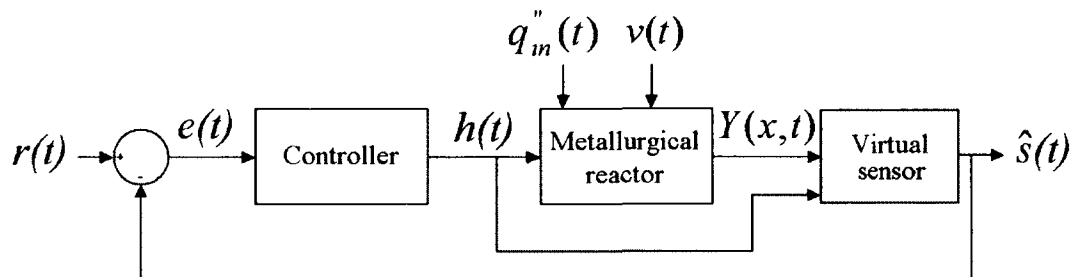 q''in(t) v(t)
r(t) + - e(t) Controller h(t) Metallurgical reactor Y(x,t) Virtual sensor ŝ(t)